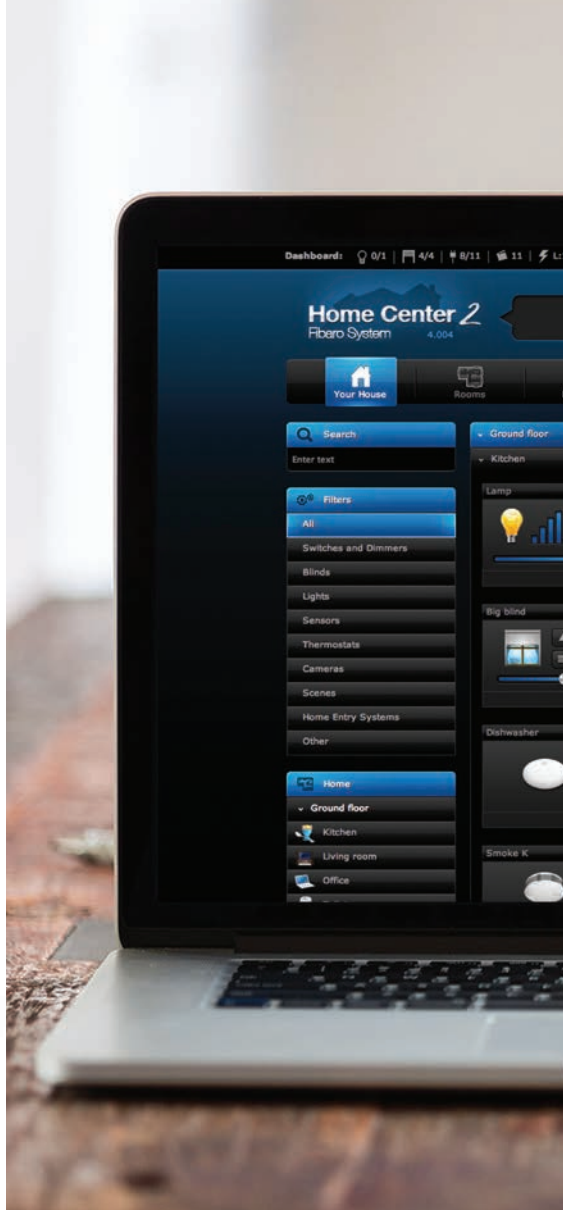 Dashboard: 0/1 | 4/4 | 8/11 | 11 | L:
Home Center 2
Fibaro System 4.004
Your House
Rooms
Search
Enter text
Filters
All
Switches and Dimmers
Blinds
Lights
Sensors
Thermostats
Cameras
Scenes
Home Entry Systems
Other
Home
Ground floor
Kitchen
Living room
Office
Ground floor
Kitchen
Lamp
Big blind
Dishwasher
Smoke K